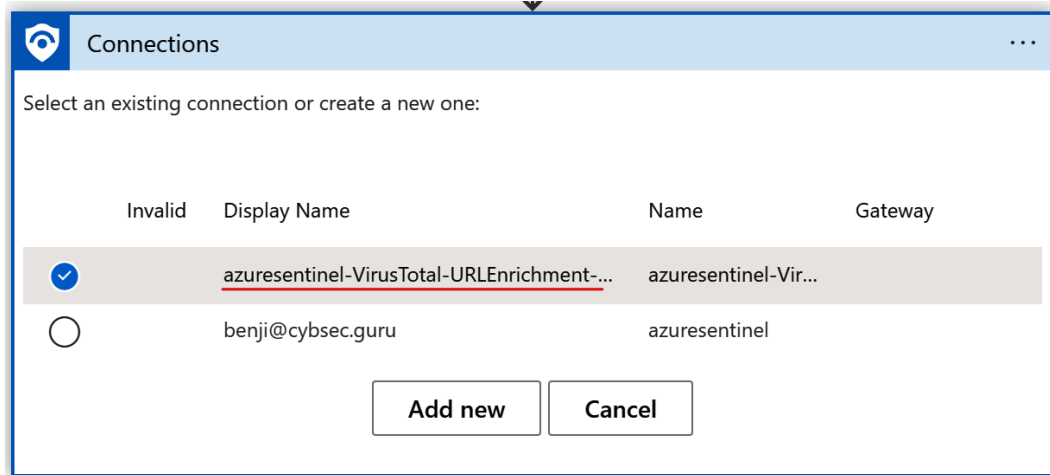 Connections
Select an existing connection or create a new one:
Invalid Display Name Name Gateway
azuresentinel-VirusTotal-URLEnrichment-... azuresentinel-Vir...
benji@cybsec.guru azuresentinel
Add new Cancel